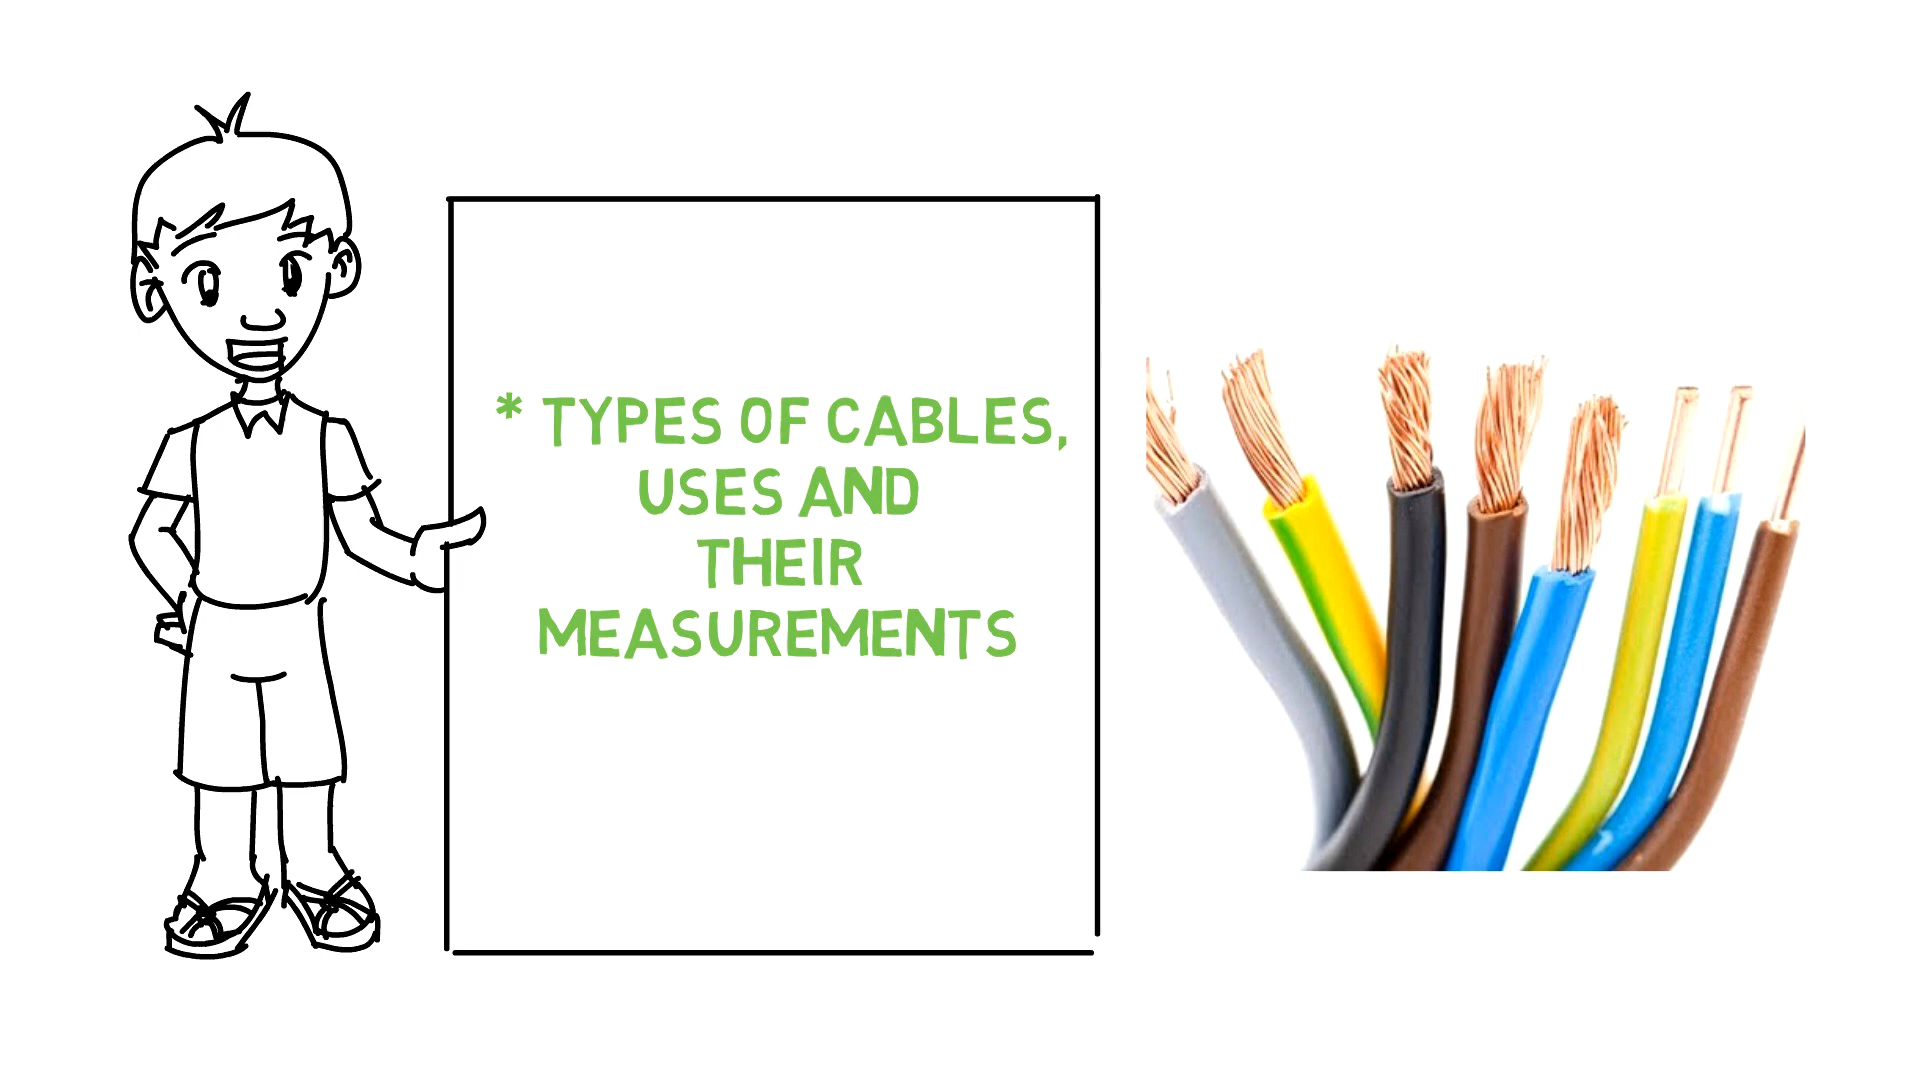 * TYPES OF CABLES,
USES AND
THEIR
MEASUREMENTS